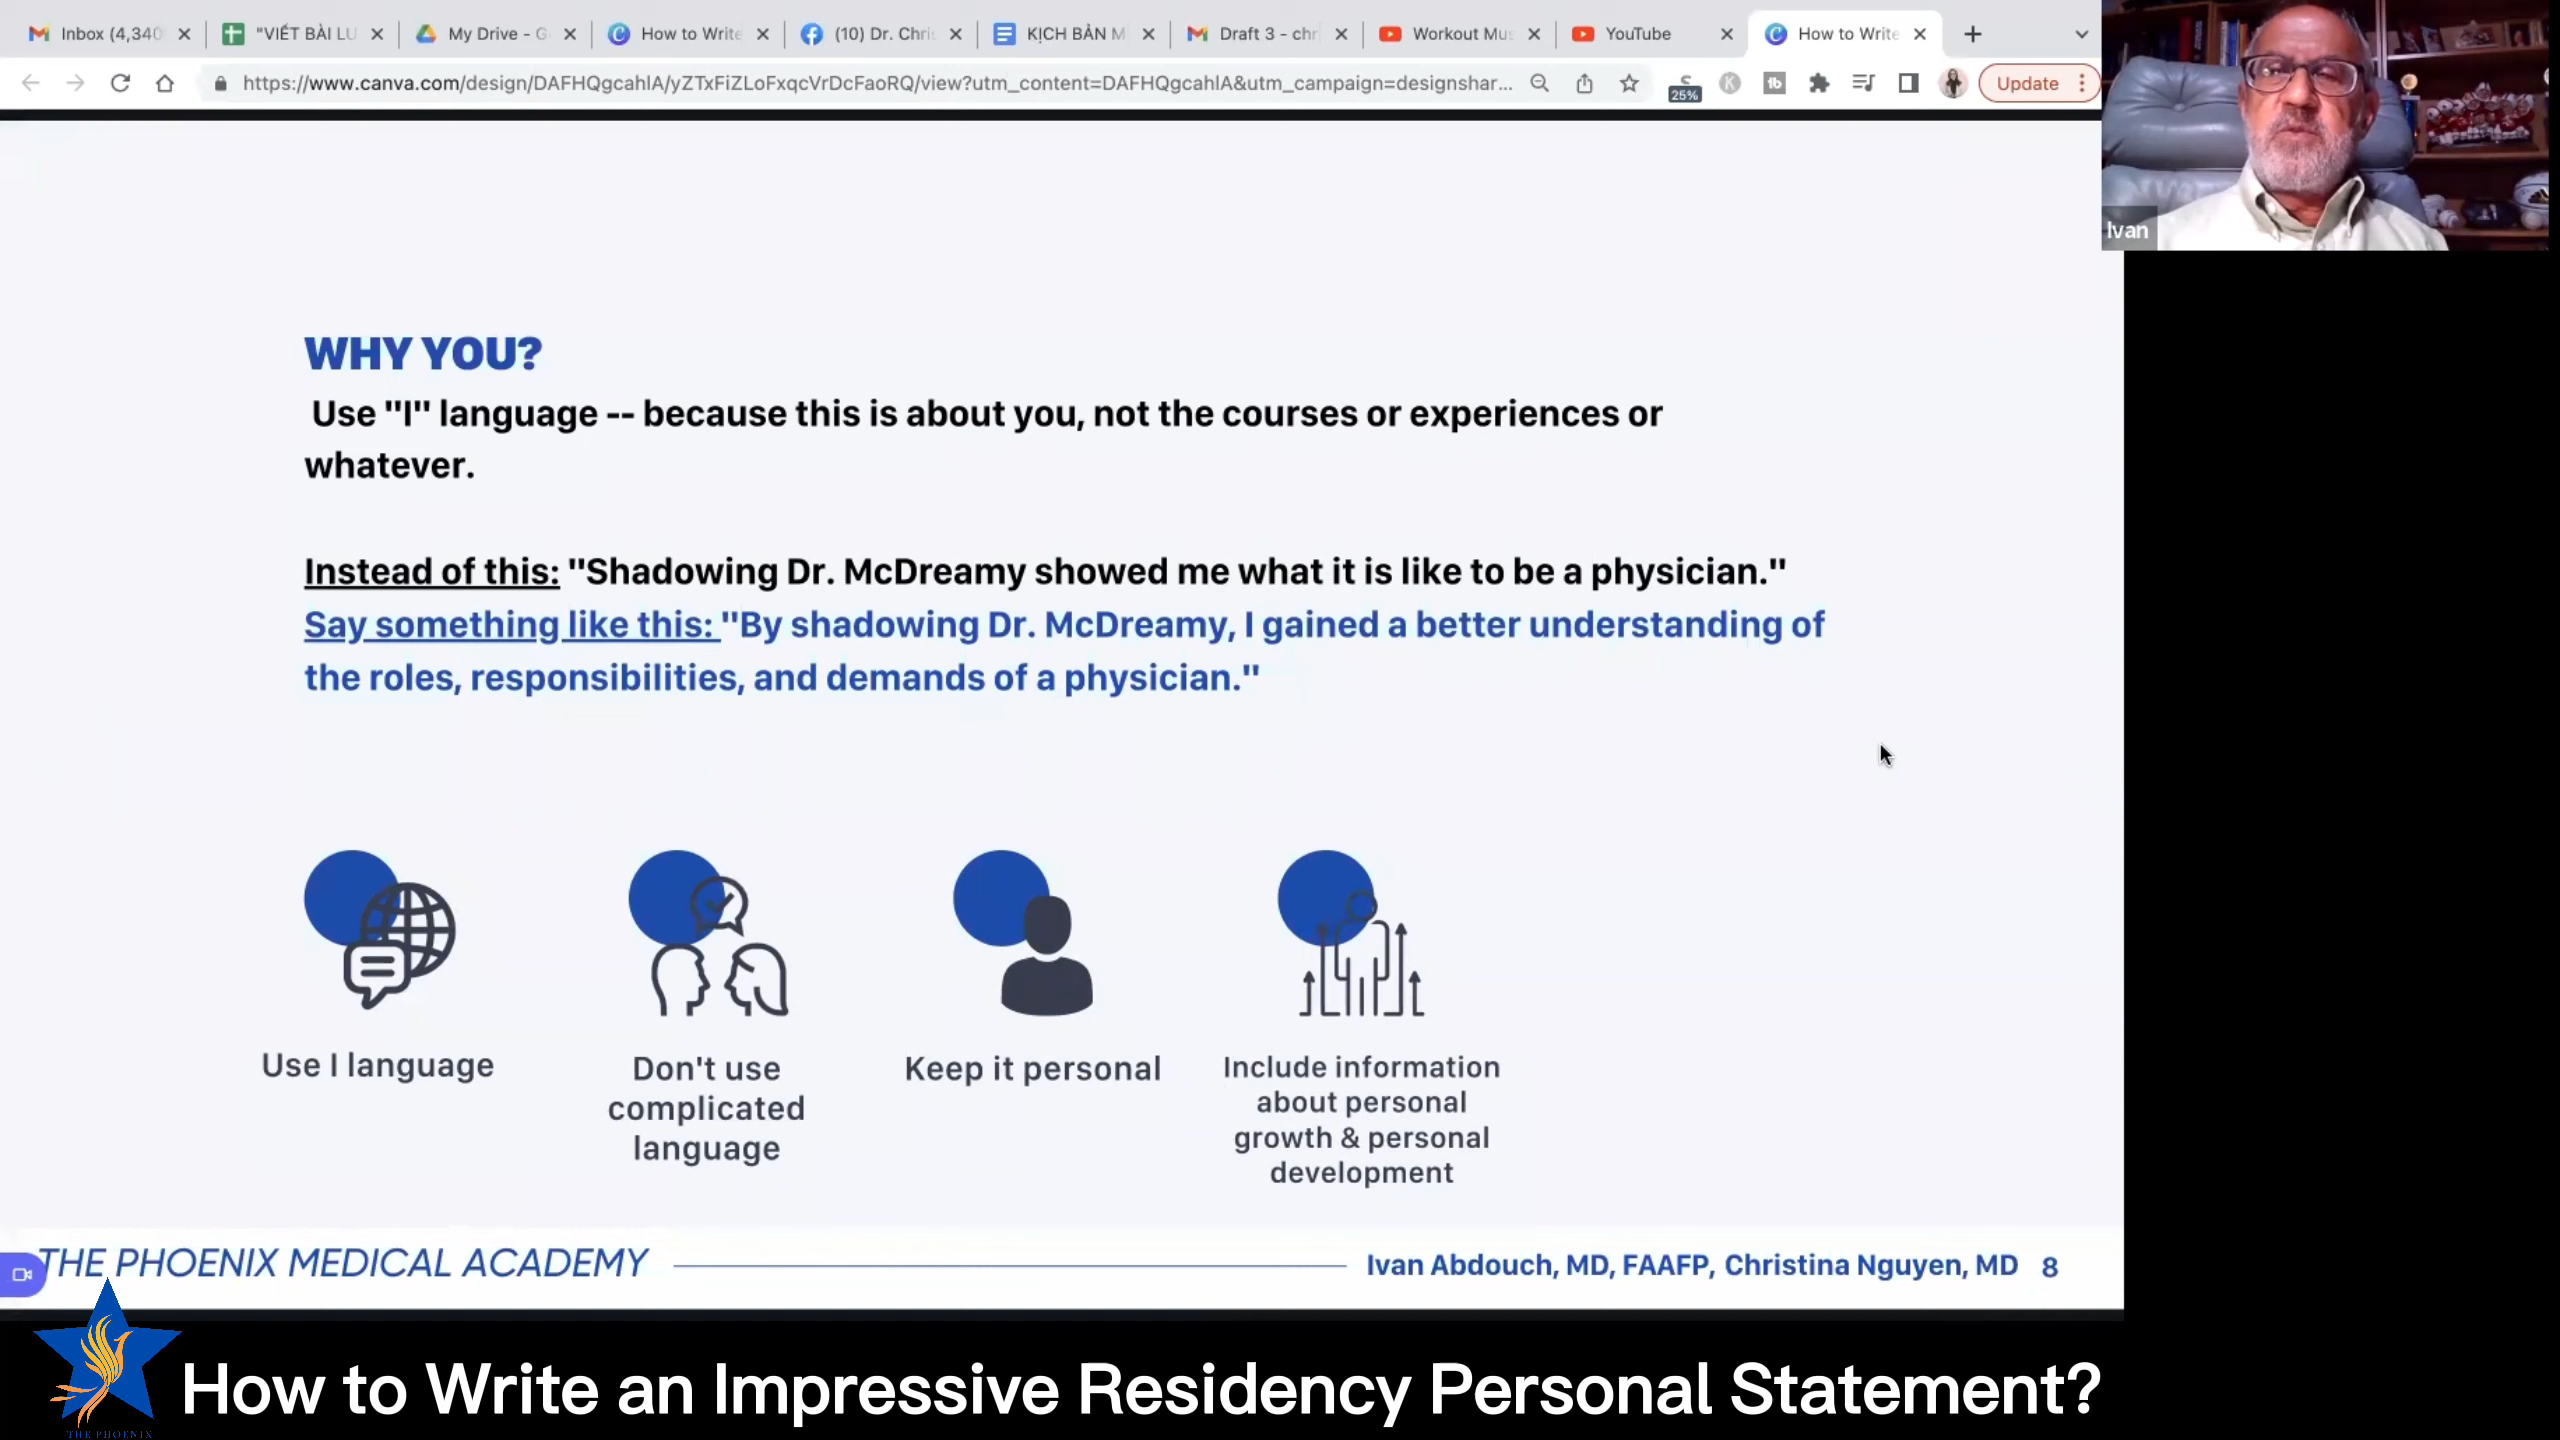 Inbox (4,340
"VIẾT BÀI LU
My Drive - G
How to Write
(10) Dr. Chri
KỊCH BẢN M
Draft 3 - chr
Workout Mus
YouTube
How to Write
https://www.canva.com/design/DAFHQgcahlA/yZTxFiZLoFxqcVrDcFaoRQ/view?utm_content=DAFHQgcahlA&utm_campaign=designshar...
25%
K
tb
Update
Ivan
WHY YOU?
Use "I" language -- because this is about you, not the courses or experiences or
whatever.
Instead of this: "Shadowing Dr. McDreamy showed me what it is like to be a physician."
Say something like this: "By shadowing Dr. McDreamy, I gained a better understanding of
the roles, responsibilities, and demands of a physician."
Use I language
Don't use
complicated
language
Keep it personal
Include information
about personal
growth & personal
development
THE PHOENIX MEDICAL ACADEMY
Ivan Abdouch, MD, FAAFP, Christina Nguyen, MD 8
How to Write an Impressive Residency Personal Statement?
THE PHOENIX